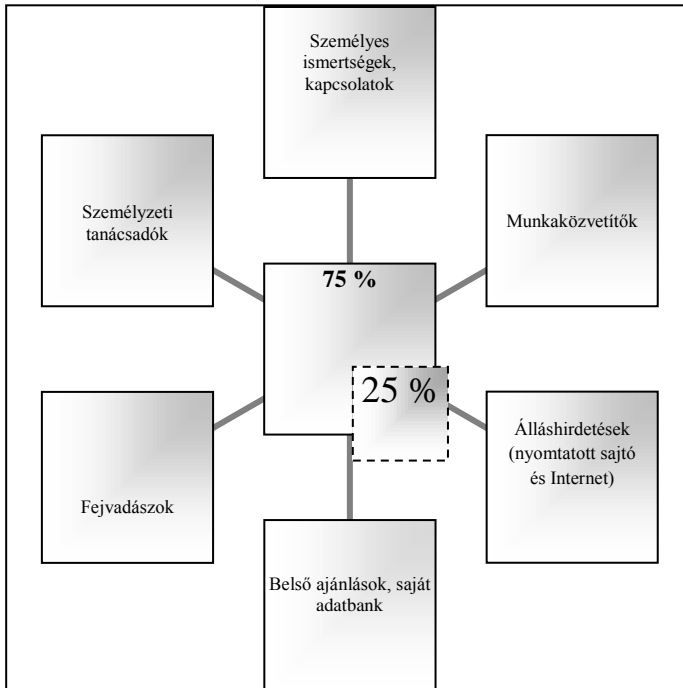 Személyes
ismertségek,
kapcsolatok
Személyzeti
tanácsadók
Munkaközvetítők
75 %
25 %
Álláshirdetések
(nyomtatott sajtó
és Internet)
Fejvadászok
Belső ajánlások, saját
adatbank